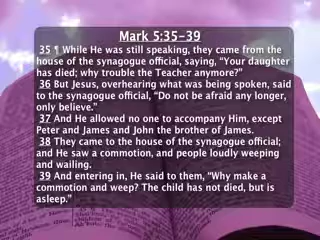 Mark 5:35-39
35 ¶ While He was still speaking, they came from the
house of the synagogue official, saying, “Your daughter
has died; why trouble the Teacher anymore?”
36 But Jesus, overhearing what was being spoken, said
to the synagogue official, “Do not be afraid any longer,
only believe.”
37 And He allowed no one to accompany Him, except
Peter and James and John the brother of James.
38 They came to the house of the synagogue official;
and He saw a commotion, and people loudly weeping
and wailing.
39 And entering in, He said to them, “Why make a
commotion and weep? The child has not died, but is
asleep.”